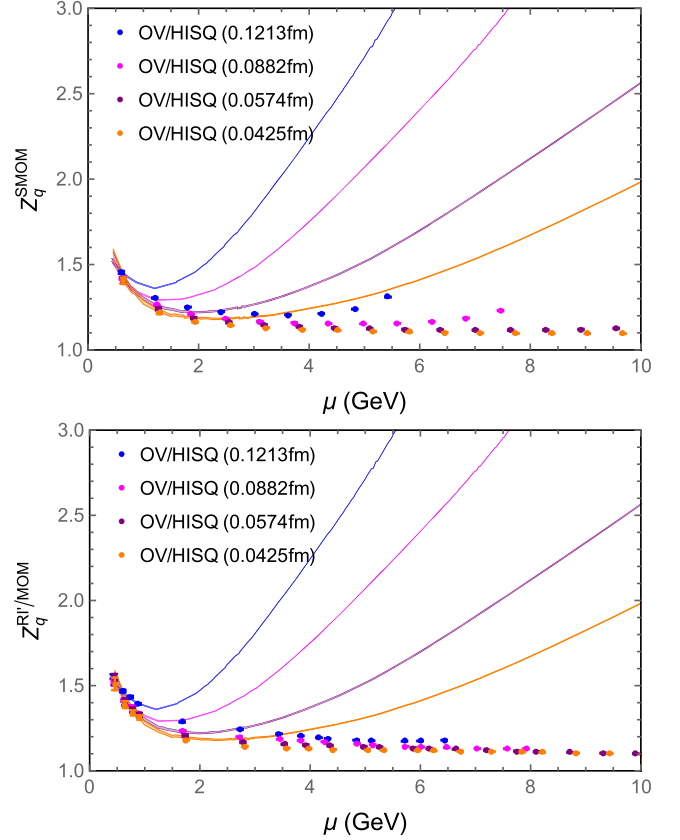 3.0
2.5
2.0
1.5
1.0
Z_q^SMOM
OV/HISQ (0.1213fm)
OV/HISQ (0.0882fm)
OV/HISQ (0.0574fm)
OV/HISQ (0.0425fm)
0 2 4 6 8 10
μ (GeV)
3.0
2.5
2.0
1.5
1.0
Z_q^RI'/MOM
OV/HISQ (0.1213fm)
OV/HISQ (0.0882fm)
OV/HISQ (0.0574fm)
OV/HISQ (0.0425fm)
0 2 4 6 8 10
μ (GeV)